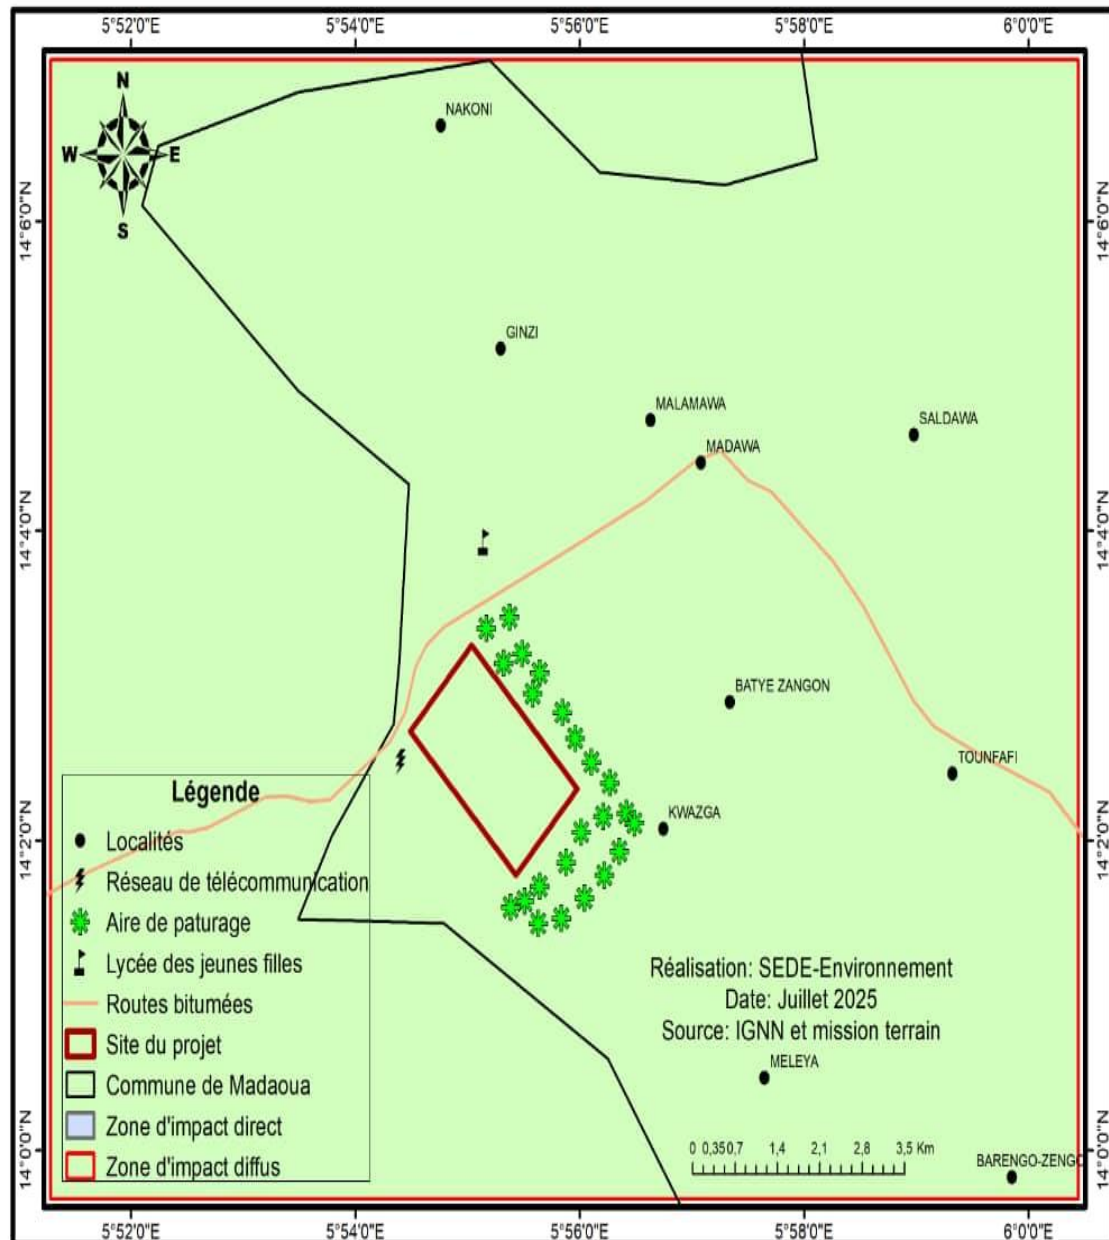 5°52'0"E
5°54'0"E
5°56'0"E
5°58'0"E
6°0'0"E
N
W
E
S
14°6'0"N
14°6'0"N
NAKONI
GINZI
MALAMAWA
SALDAWA
MADAWA
14°4'0"N
14°4'0"N
BATYE ZANGON
TOUNFAFI
KWAZGA
14°2'0"N
14°2'0"N
Légende
Localités
Réseau de télécommunication
Aire de paturage
Lycée des jeunes filles
Routes bitumées
Site du projet
Commune de Madaoua
Zone d'impact direct
Zone d'impact diffus
Réalisation: SEDE-Environnement
Date: Juillet 2025
Source: IGNN et mission terrain
MELEYA
0 0,35 0,7 1,4 2,1 2,8 3,5 Km
BARENGO-ZENGO
14°0'0"N
14°0'0"N
5°52'0"E
5°54'0"E
5°56'0"E
5°58'0"E
6°0'0"E